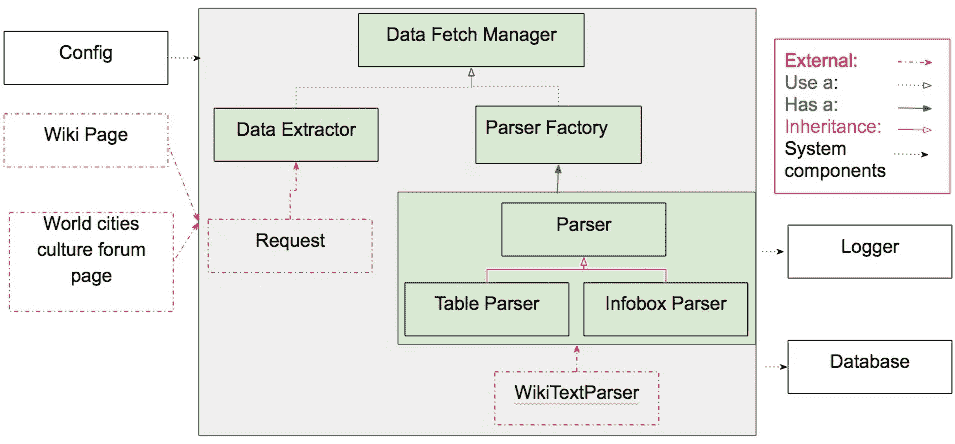 Data Fetch Manager
Config
Wiki Page
World cities
culture forum
page
Data Extractor
Parser Factory
Request
Parser
Table Parser
Infobox Parser
WikiTextParser
External:
Use a:
Has a:
Inheritance:
System
components
Logger
Database